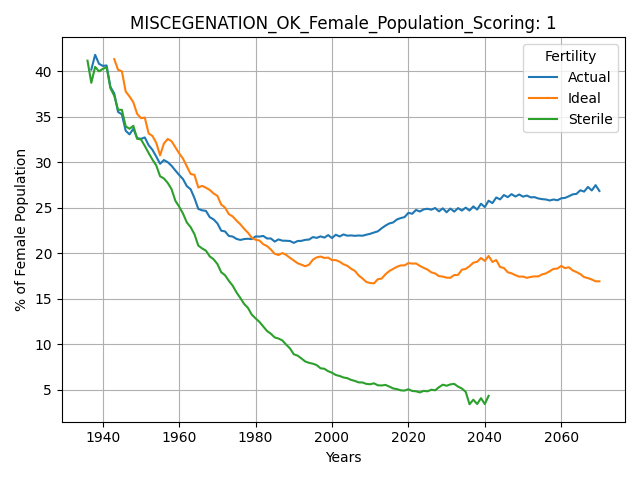 MISCEGENATION_OK_Female_Population_Scoring: 1
Fertility
Actual
Ideal
Sterile
% of Female Population
40
35
30
25
20
15
10
5
1940 1960 1980 2000 2020 2040 2060
Years